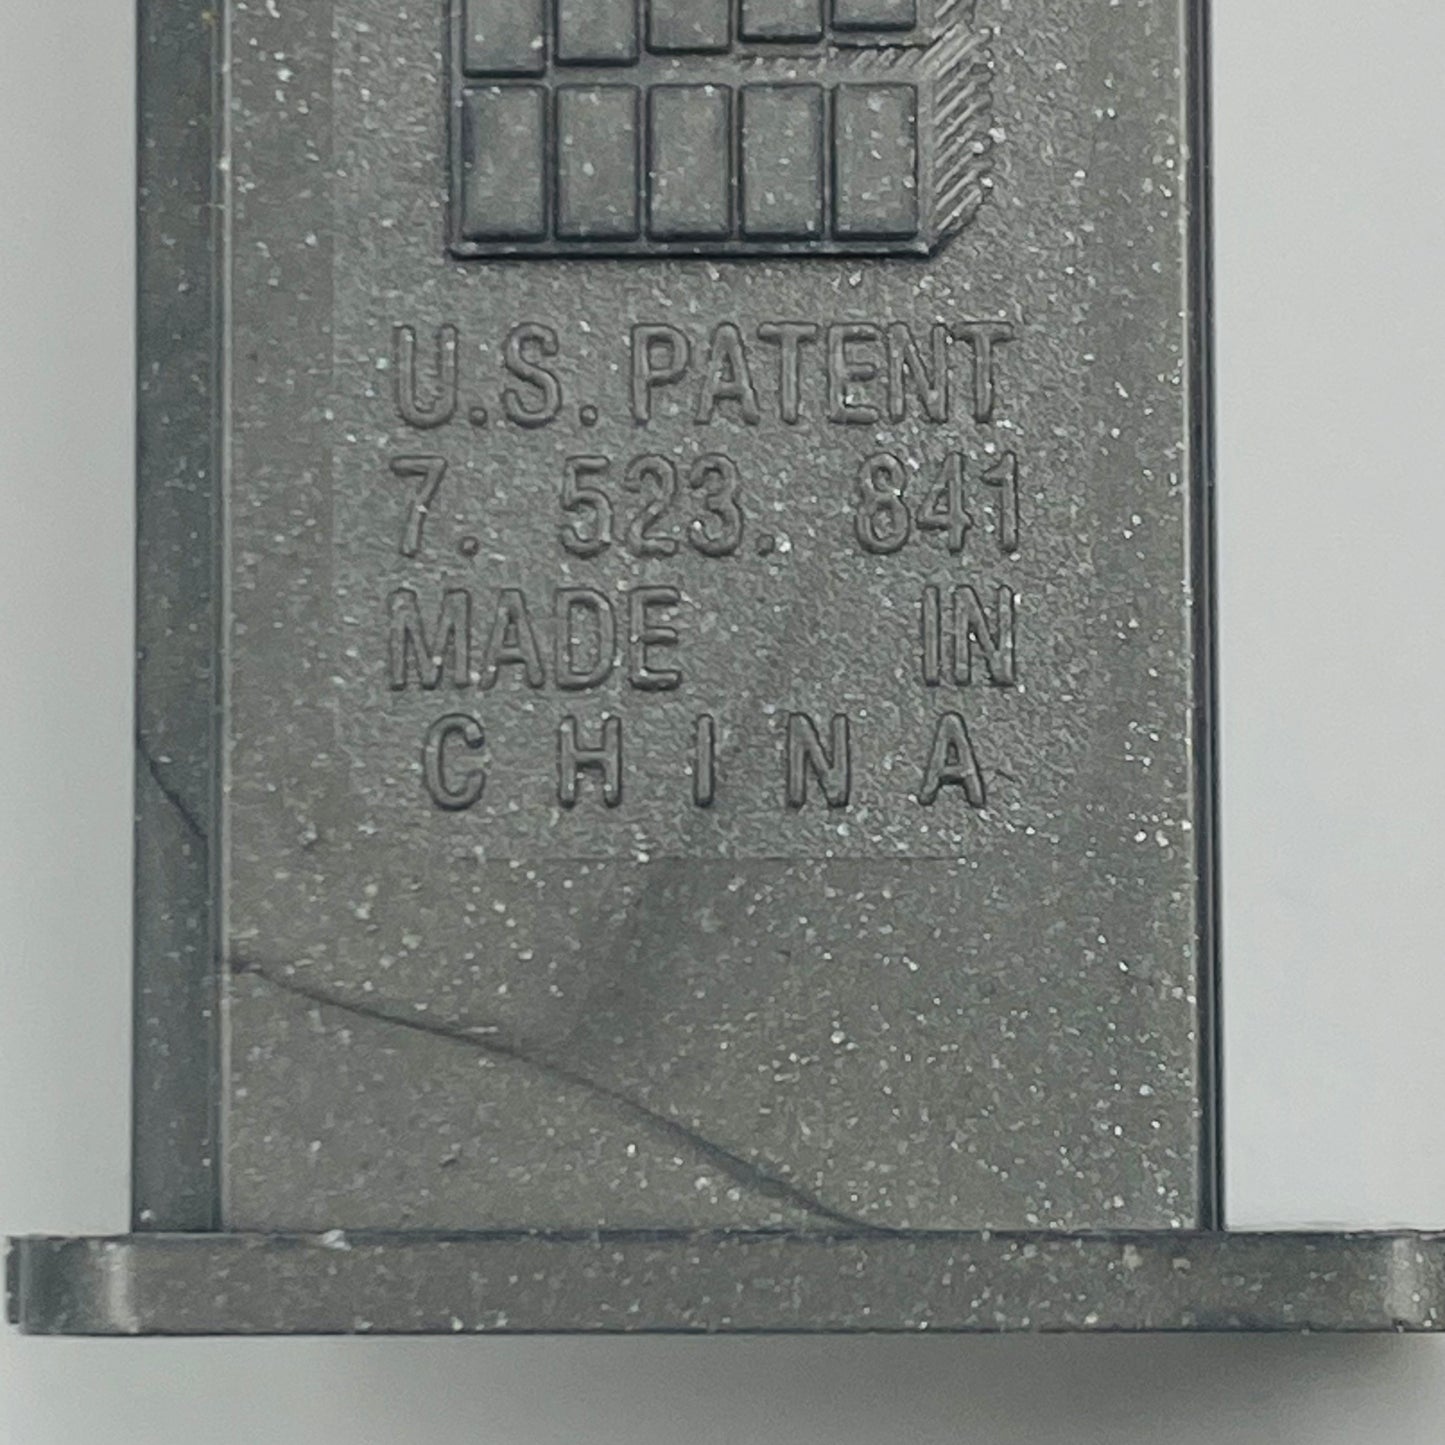 U.S. PATENT
7. 523. 841
MADE IN
CHINA